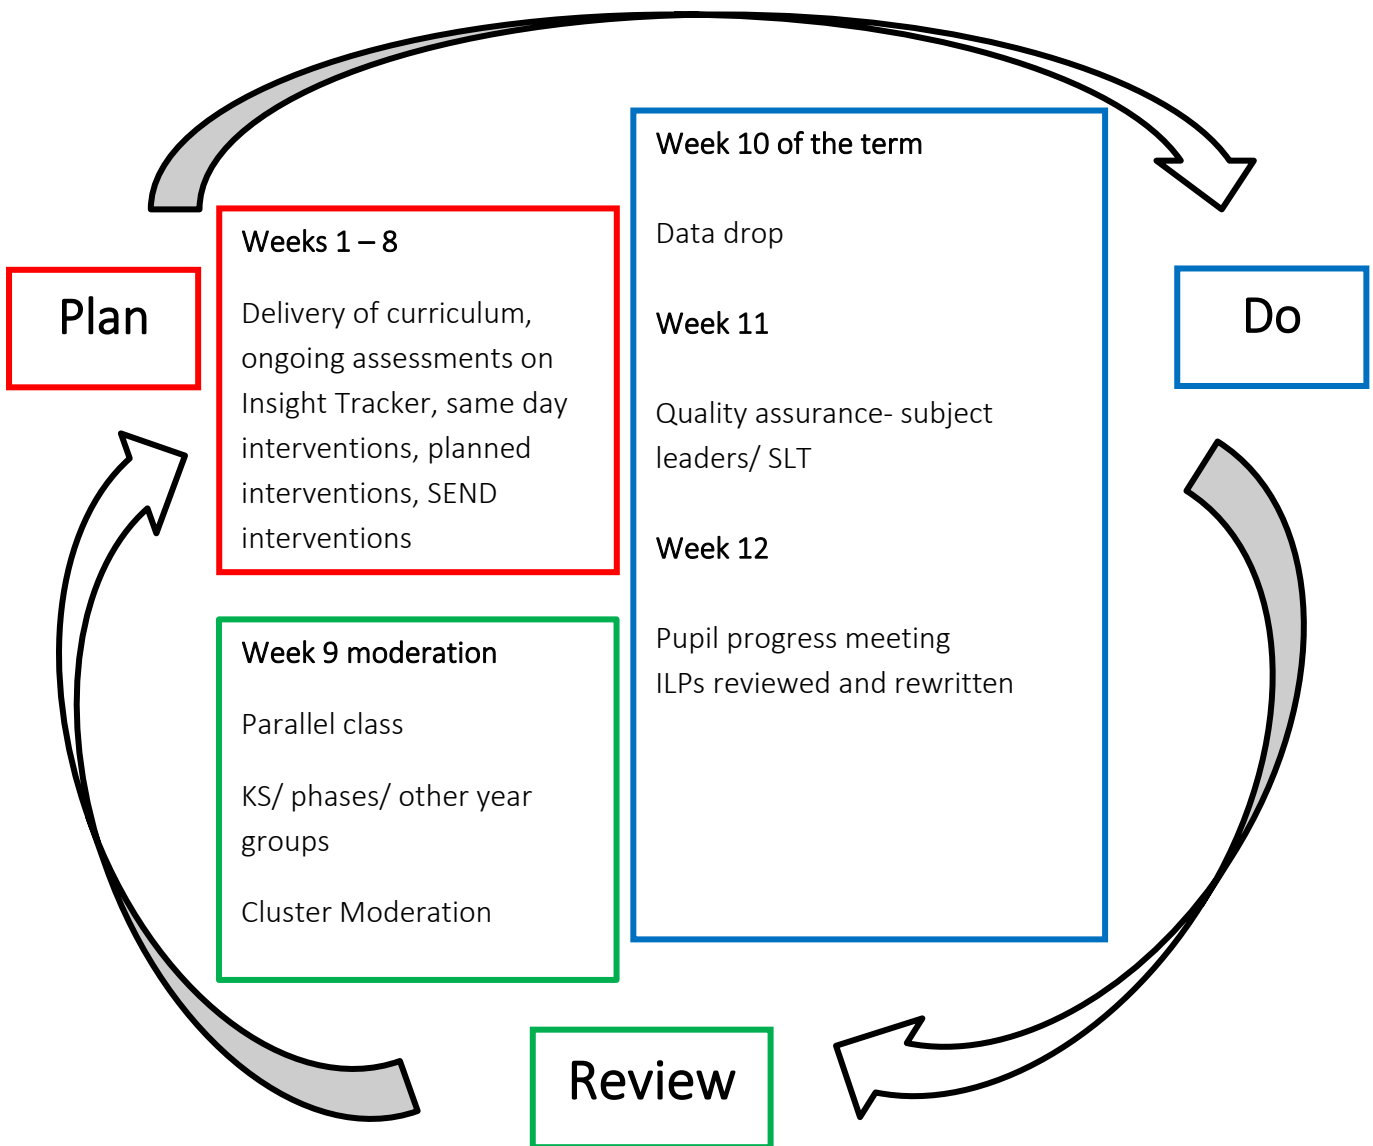 Plan
Weeks 1 – 8
Delivery of curriculum,
ongoing assessments on
Insight Tracker, same day
interventions, planned
interventions, SEND
interventions
Week 9 moderation
Parallel class
KS/ phases/ other year
groups
Cluster Moderation
Week 10 of the term
Data drop
Week 11
Quality assurance- subject
leaders/ SLT
Week 12
Pupil progress meeting
ILPs reviewed and rewritten
Do
Review